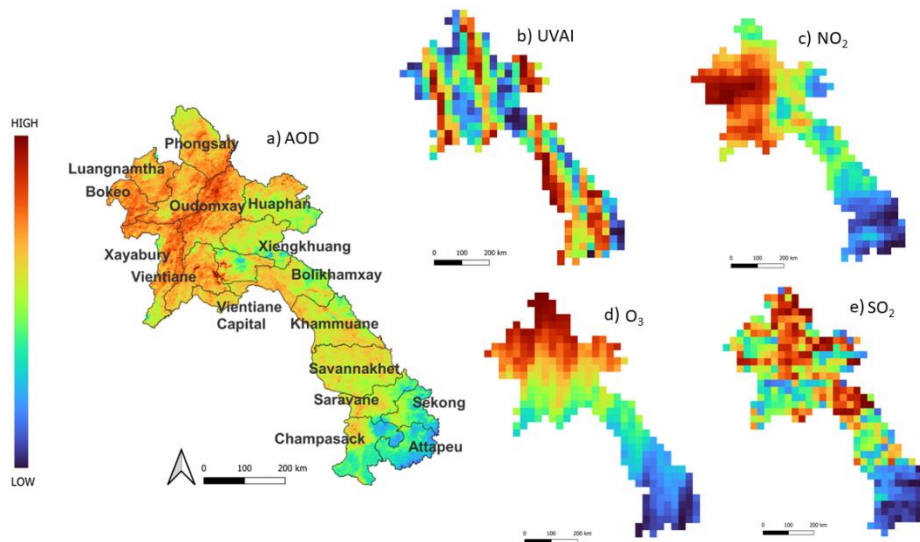 HIGH
LOW
a) AOD
Phongsaly
Luangnamtha
Bokeo
Oudomxay
Huaphan
Xayabury
Xiengkhuang
Vientiane
Bolikhamxay
Vientiane
Capital
Khammuane
Savannakhet
Saravane
Sekong
Champasack
Attapeu
0 100 200 km
b) UVAI
0 100 200 km
c) NO₂
0 100 200 km
d) O₃
0 100 200 km
e) SO₂
0 100 200 km